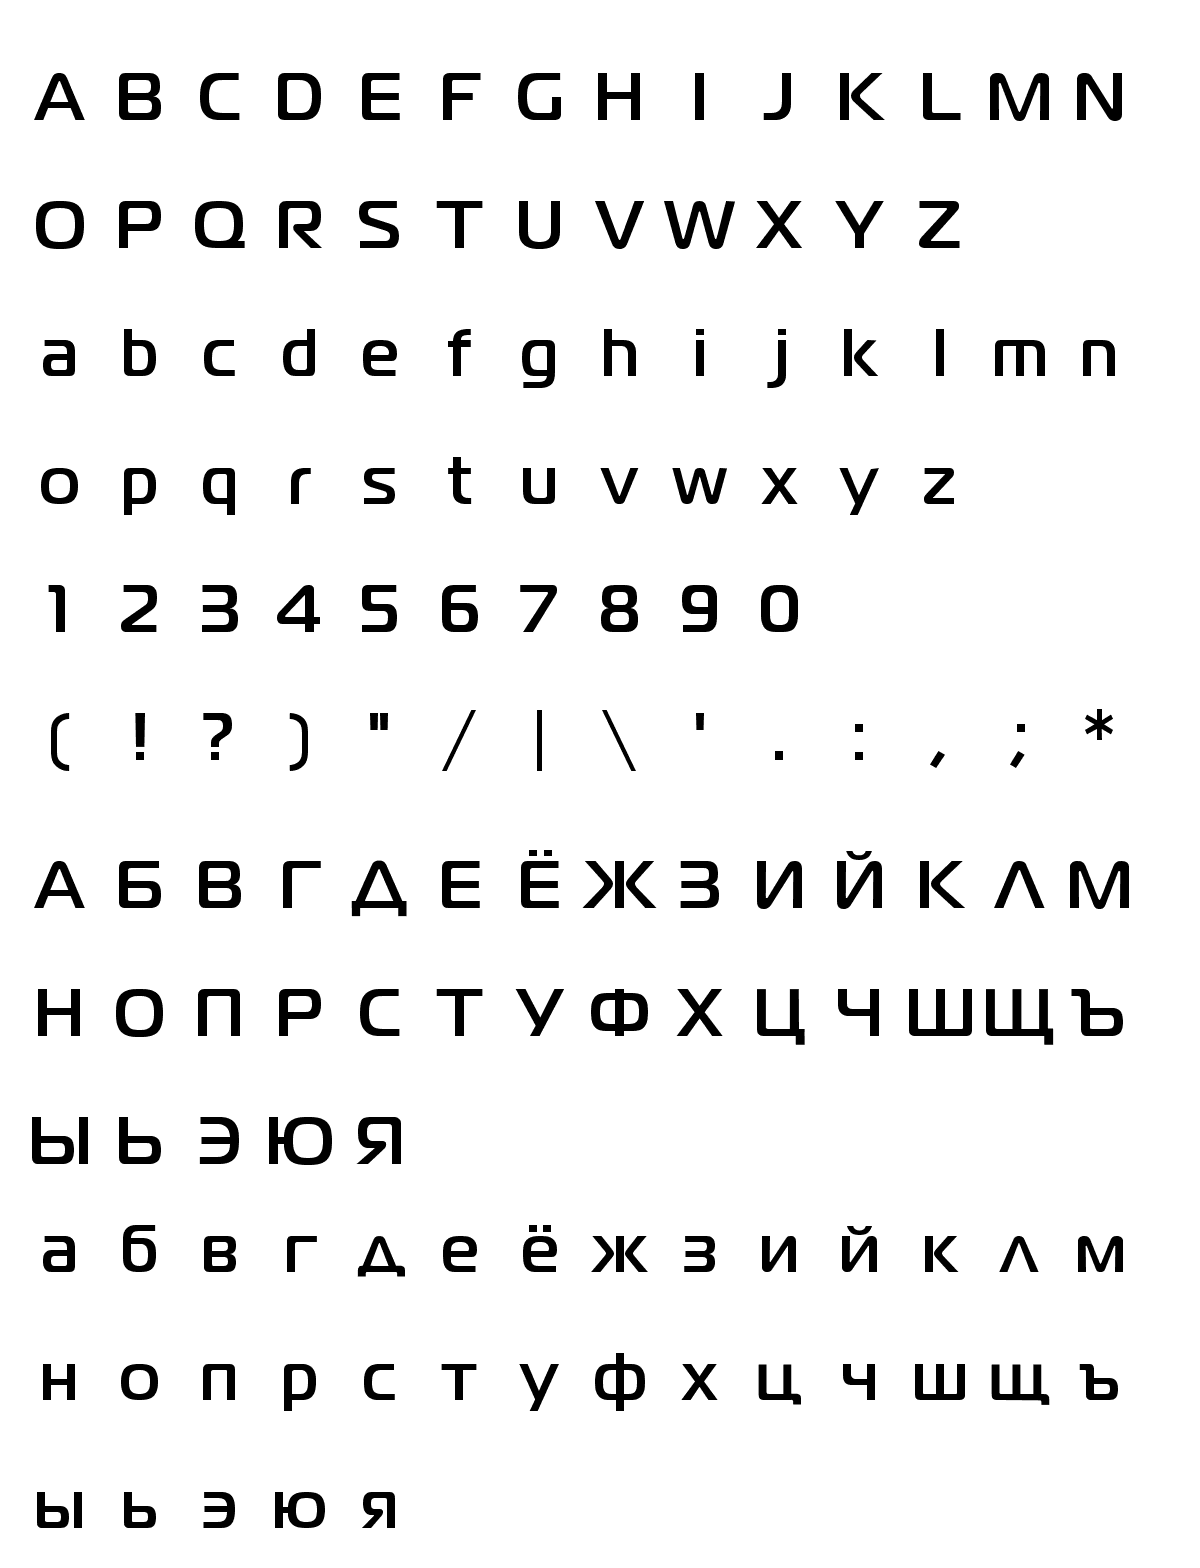 A B C D E F G H I J K L M N
O P Q R S T U V W X Y Z
a b c d e f g h i j k l m n
o p q r s t u v w x y z
1 2 3 4 5 6 7 8 9 0
( ! ? ) " / | \ ' . : , ; *
А Б В Г Д Е Ё Ж З И Й К Л М
Н О П Р С Т У Ф Х Ц Ч Ш Щ Ъ
Ы Ь Э Ю Я
а б в г д е ё ж з и й к л м
н о п р с т у ф х ц ч ш щ ъ
ы ь э ю я